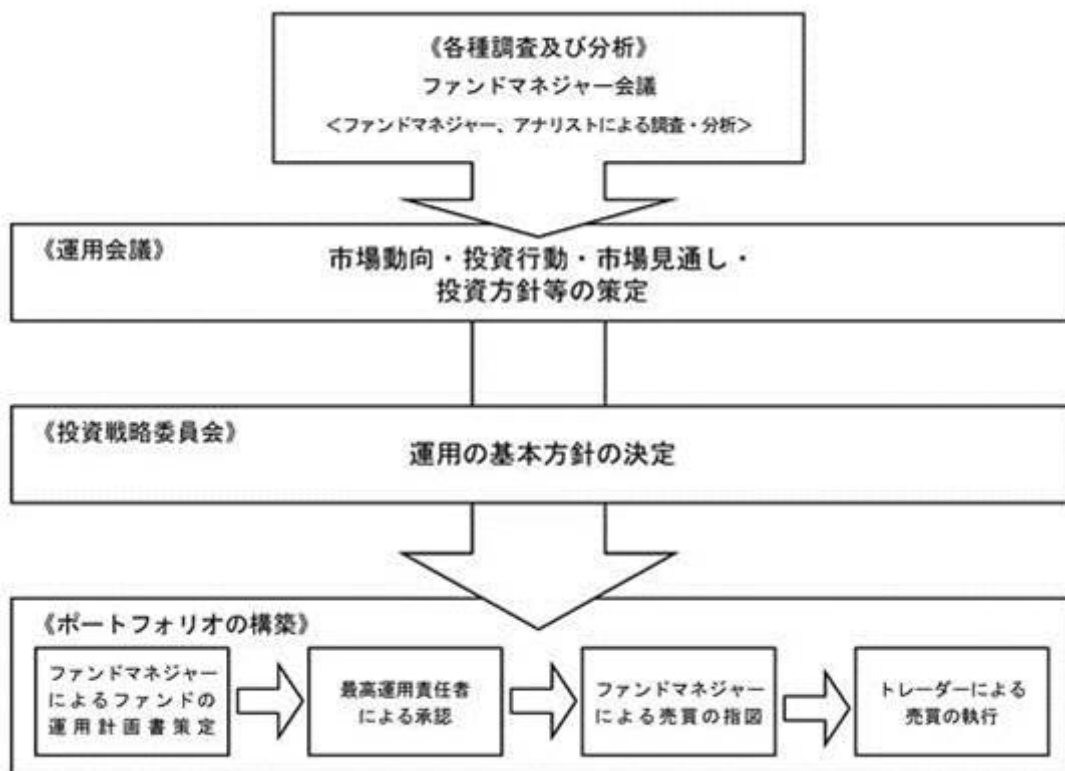 《各種調査及び分析》
ファンドマネジャー会議
＜ファンドマネジャー、アナリストによる調査・分析＞
《運用会議》
市場動向・投資行動・市場見通し・
投資方針等の策定
《投資戦略委員会》
運用の基本方針の決定
《ポートフォリオの構築》
ファンドマネジャー
によるファンドの
運用計画書策定
最高運用責任者
による承認
ファンドマネジャー
による売買の指図
トレーダーによる
売買の執行